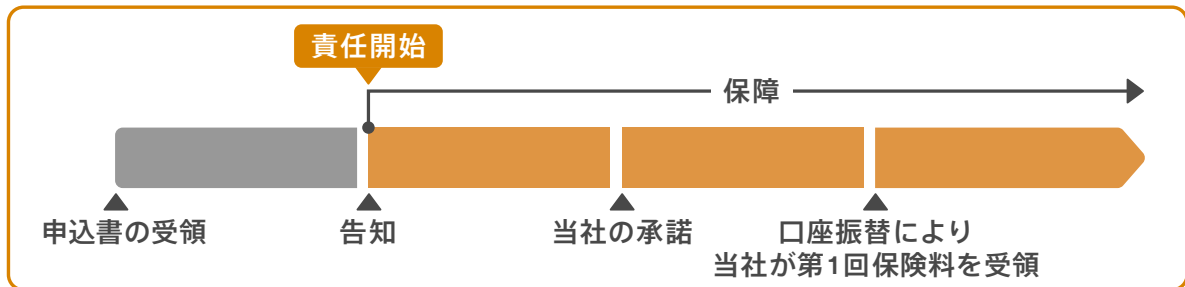 責任開始
保障
申込書の受領
告知
当社の承諾
口座振替により
当社が第1回保険料を受領